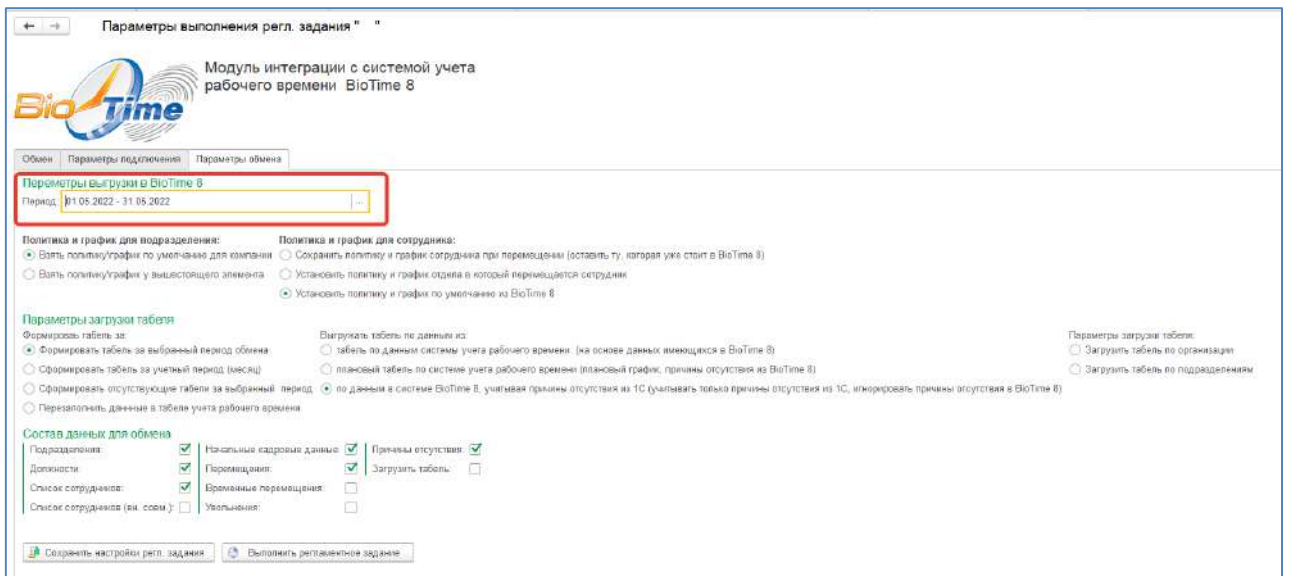 Параметры выполнения регл. задания "   "
BioTime
Модуль интеграции с системой учета
рабочего времени BioTime 8
Обмен Параметры подключения Параметры обмена
Параметры выгрузки в BioTime 8
Период: 01.05.2022 - 31.05.2022 ...
Политика и график для подразделения: Политика и график для сотрудника:
Взять политику\график по умолчанию для компании Сохранить политику и график сотрудника при перемещении (оставить ту, которая уже стоит в BioTime 8)
Взять политику\график у вышестоящего элемента Установить политику и график отдела в который перемещается сотрудник
Установить политику и график по умолчанию из BioTime 8
Параметры загрузки табеля
Формировать табель за: Выгружать табель по данным из: Параметры загрузки табеля:
Формировать табель за выбранный период обмена табель по данным системы учета рабочего времени (на основе данных имеющихся в BioTime 8) Загрузить табель по организации
Сформировать табель за учетный период (месяц) плановый табель по системе учета рабочего времени (плановый график, причины отсутствия из BioTime 8) Загрузить табель по подразделениям
Сформировать отсутствующие табели за выбранный период по данным в системе BioTime 8, учитывая причины отсутствия из 1С (учитывать только причины отсутствия из 1С, игнорировать причины отсутствия в BioTime 8)
Перезаполнить данные в табеле учета рабочего времени
Состав данных для обмена
Подразделения: Начальные кадровые данные: Причины отсутствия:
Должности: Перемещения: Загрузить табель:
Список сотрудников: Временные перемещения:
Список сотрудников (вн. совм.): Увольнения:
Сохранить настройки регл. задания Выполнить регламентное задание